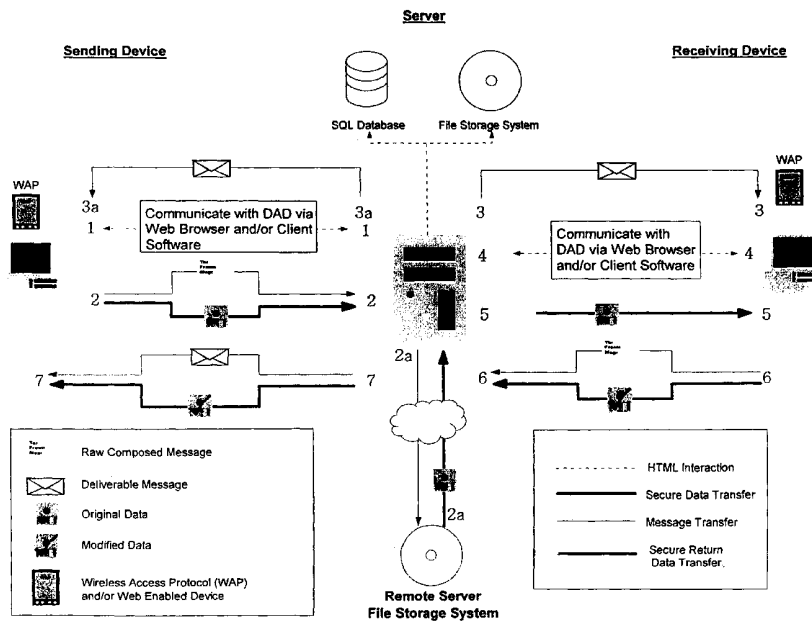 Server
Sending Device
Receiving Device
SQL Database
File Storage System
WAP
WAP
3a
3a
3
3
1
Communicate with DAD via
Web Browser and/or Client
Software
1
4
Communicate with
DAD via Web Browser
and/or Client Software
4
2
2
5
5
7
7
2a
6
6
2a
Raw Composed Message
Deliverable Message
Original Data
Modified Data
Wireless Access Protocol (WAP)
and/or Web Enabled Device
HTML Interaction
Secure Data Transfer
Message Transfer
Secure Return
Data Transfer.
Remote Server
File Storage System